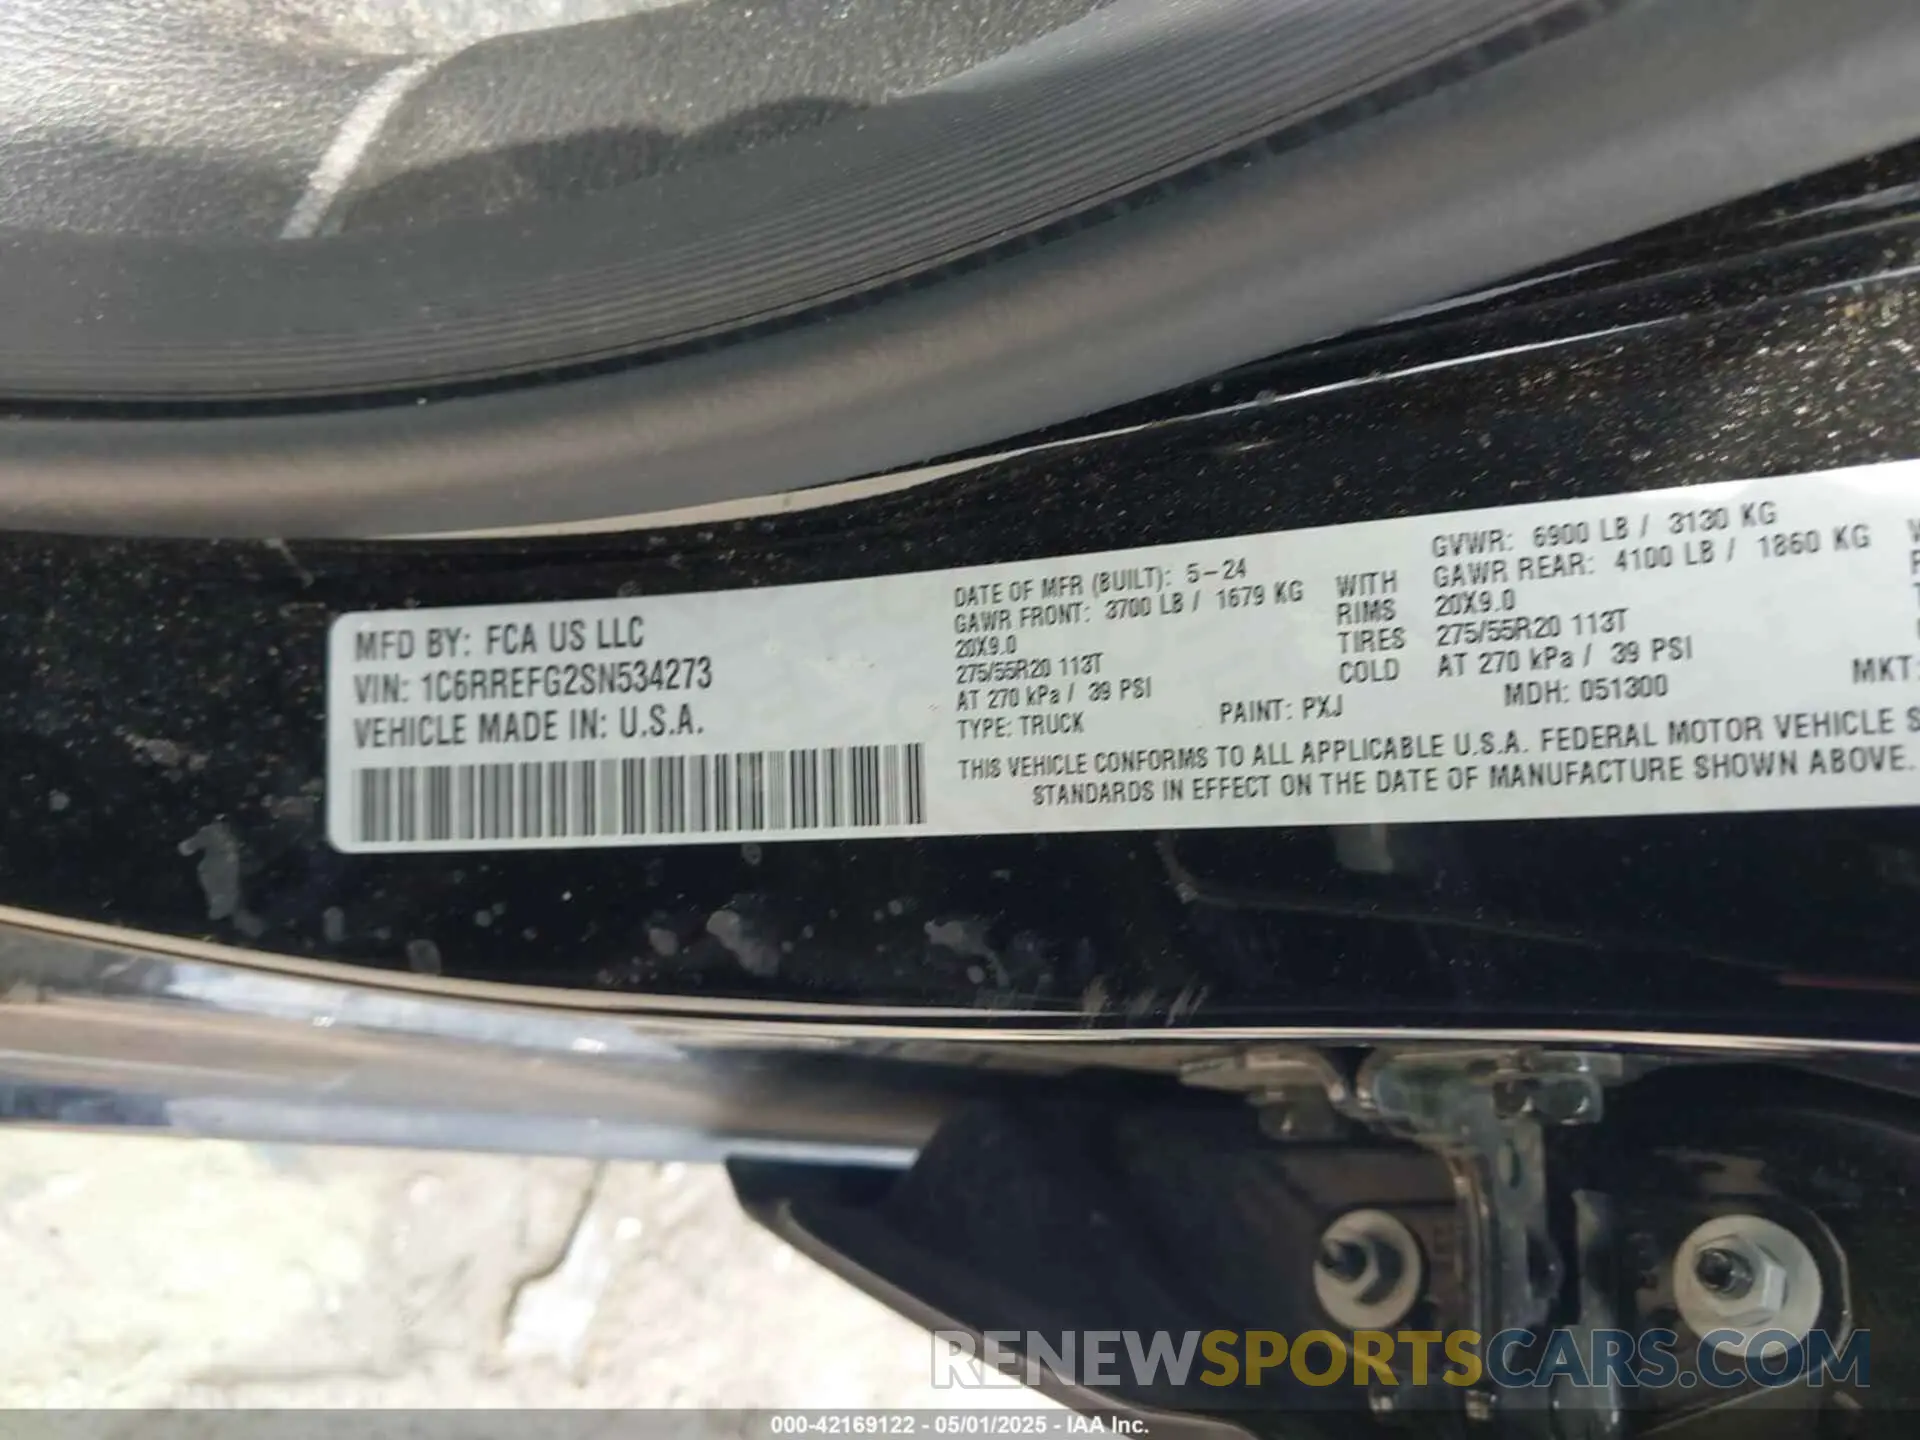 MFD BY: FCA US LLC
VIN: 1C6RREFG2SN534273
VEHICLE MADE IN: U.S.A.
DATE OF MFR (BUILT): 5-24
GAWR FRONT: 3700 LB / 1679 KG
20X9.0
275/55R20 113T
AT 270 kPa / 39 PSI
TYPE: TRUCK
PAINT: PXJ
WITH
RIMS
TIRES
COLD
GVWR: 6900 LB / 3130 KG
GAWR REAR: 4100 LB / 1860 KG
20X9.0
275/55R20 113T
AT 270 kPa / 39 PSI
MDH: 051300
MKT:
THIS VEHICLE CONFORMS TO ALL APPLICABLE U.S.A. FEDERAL MOTOR VEHICLE S
STANDARDS IN EFFECT ON THE DATE OF MANUFACTURE SHOWN ABOVE.
RENEWSPORTSCARS.COM
000-42169122 - 05/01/2025 - IAA Inc.